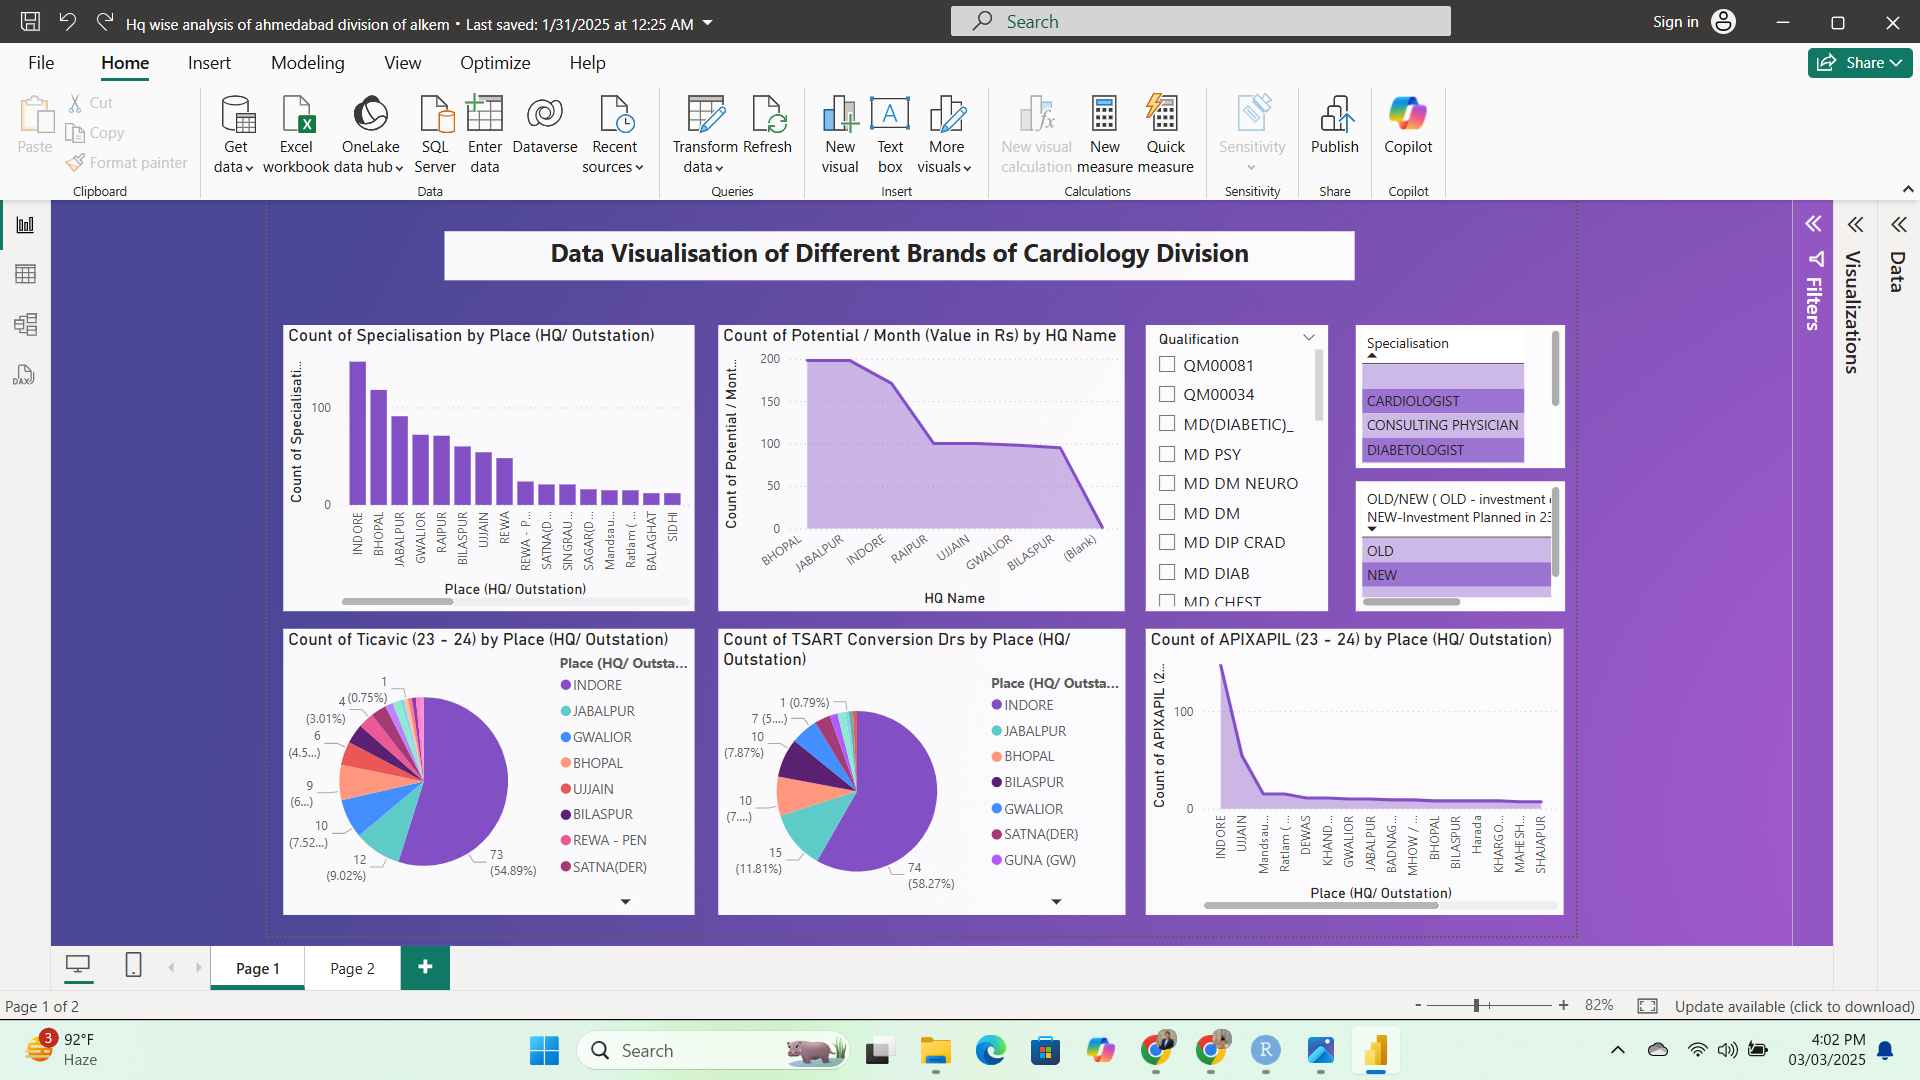 Hq wise analysis of ahmedabad division of alkem • Last saved: 1/31/2025 at 12:25 AM
Search
Sign in
File
Home
Insert
Modeling
View
Optimize
Help
Share
Paste
Cut
Copy
Format painter
Clipboard
Get data
Excel workbook
OneLake data hub
SQL Server
Enter data
Dataverse
Recent sources
Data
Transform data
Refresh
Queries
New visual
Text box
More visuals
Insert
New visual calculation
New measure
Quick measure
Calculations
Sensitivity
Sensitivity
Publish
Share
Copilot
Copilot
Data Visualisation of Different Brands of Cardiology Division
Count of Specialisation by Place (HQ/ Outstation)
Count of Specialisati...
100
0
INDORE
BHOPAL
JABALPUR
GWALIOR
RAIPUR
BILASPUR
UJJAIN
REWA
REWA - P...
SATNA(D...
SINGRAU...
SAGAR(D...
Mandsau...
Ratlam ( ...
BALAGHAT
SIDHI
Place (HQ/ Outstation)
Count of Potential / Month (Value in Rs) by HQ Name
Count of Potential / Mont...
200
150
100
50
0
BHOPAL
JABALPUR
INDORE
RAIPUR
UJJAIN
GWALIOR
BILASPUR
(Blank)
HQ Name
Qualification
QM00081
QM00034
MD(DIABETIC)_
MD PSY
MD DM NEURO
MD DM
MD DIP CRAD
MD DIAB
MD CHEST
Specialisation
CARDIOLOGIST
CONSULTING PHYSICIAN
DIABETOLOGIST
OLD/NEW ( OLD - investment
NEW-Investment Planned in 23
OLD
NEW
Count of Ticavic (23 - 24) by Place (HQ/ Outstation)
1
(0.75%)
4
(3.01%)
6
(4.5...)
9
(6...)
10
(7.52...)
12
(9.02%)
73
(54.89%)
Place (HQ/ Outsta...
INDORE
JABALPUR
GWALIOR
BHOPAL
UJJAIN
BILASPUR
REWA - PEN
SATNA(DER)
Count of TSART Conversion Drs by Place (HQ/
Outstation)
1 (0.79%)
7 (5....)
10
(7.87%)
10
(7....)
15
(11.81%)
74
(58.27%)
Place (HQ/ Outsta...
INDORE
JABALPUR
BHOPAL
BILASPUR
GWALIOR
SATNA(DER)
GUNA (GW)
Count of APIXAPIL (23 - 24) by Place (HQ/ Outstation)
Count of APIXAPIL (2...
100
0
INDORE
UJJAIN
Mandsau...
Ratlam ( ...
DEWAS
KHAND...
GWALIOR
JABALPUR
BADNAG...
MHOW / ...
BHOPAL
BILASPUR
Harada
KHARGO...
MAHESH...
SHAJAPUR
Place (HQ/ Outstation)
Filters
Visualizations
Data
DAX
Page 1
Page 2
Page 1 of 2
82%
Update available (click to download)
3
92°F
Haze
Search
4:02 PM
03/03/2025